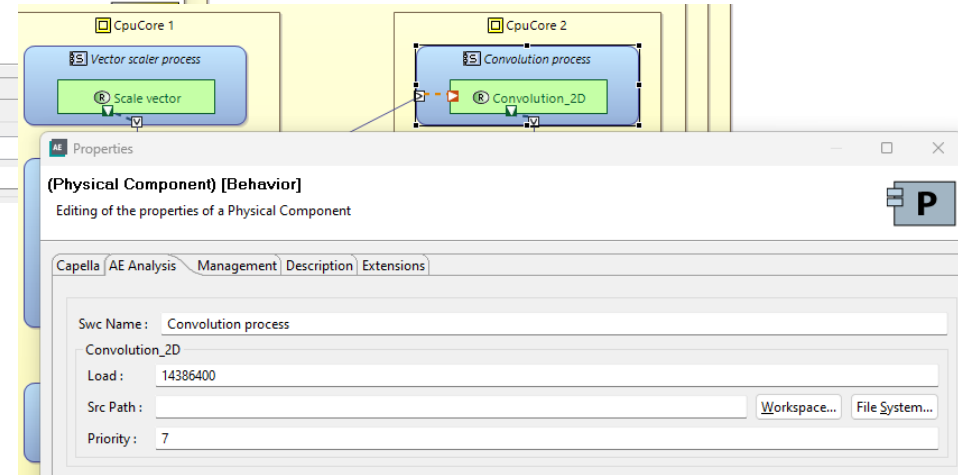 CpuCore 1
CpuCore 2
S Vector scaler process
S Convolution process
R Scale vector
R Convolution_2D
AE Properties
(Physical Component) [Behavior]
Editing of the properties of a Physical Component
P
Capella AE Analysis Management Description Extensions
Swc Name : Convolution process
Convolution_2D
Load : 14386400
Src Path : Workspace... File System...
Priority : 7